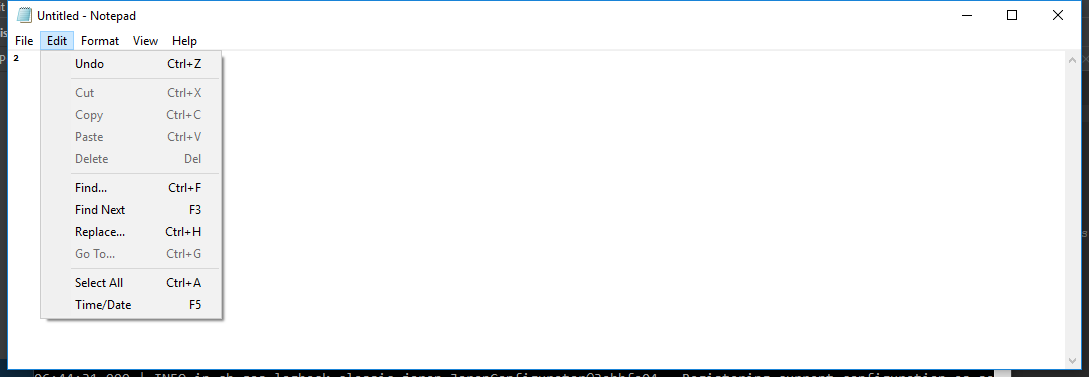 Untitled - Notepad
File Edit Format View Help
2
Undo Ctrl+Z
Cut Ctrl+X
Copy Ctrl+C
Paste Ctrl+V
Delete Del
Find... Ctrl+F
Find Next F3
Replace... Ctrl+H
Go To... Ctrl+G
Select All Ctrl+A
Time/Date F5